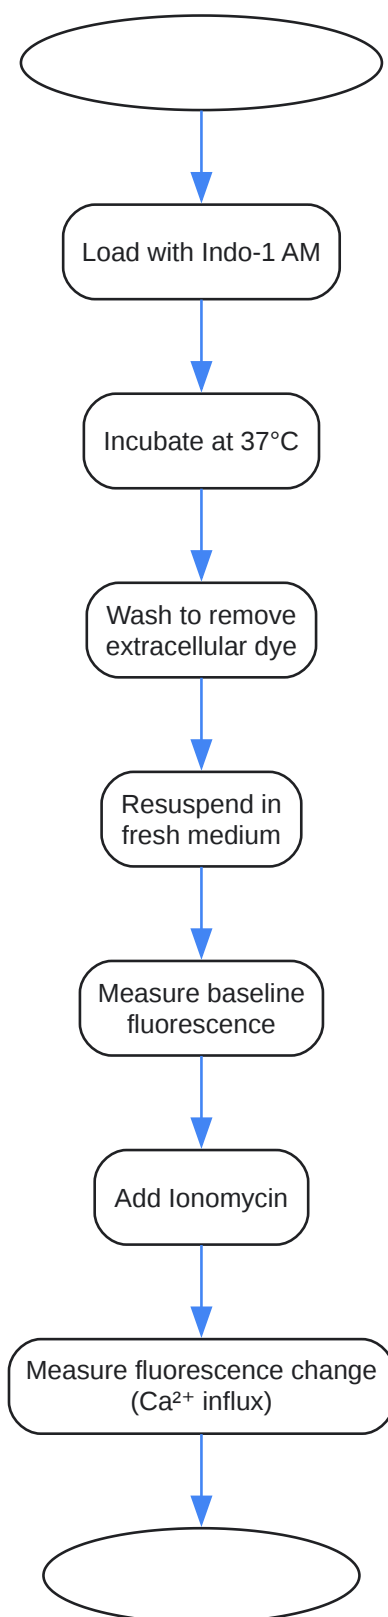 Load with Indo-1 AM
Incubate at 37°C
Wash to remove
extracellular dye
Resuspend in
fresh medium
Measure baseline
fluorescence
Add Ionomycin
Measure fluorescence change
(Ca²⁺ influx)